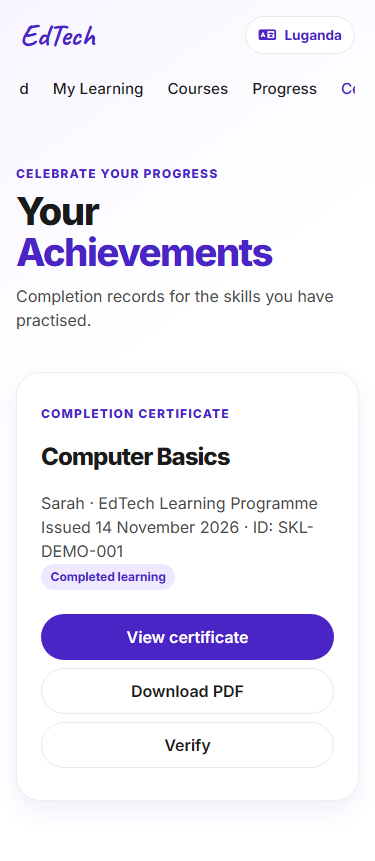 EdTech
Luganda
d My Learning Courses Progress Ce
CELEBRATE YOUR PROGRESS
Your
Achievements
Completion records for the skills you have
practised.
COMPLETION CERTIFICATE
Computer Basics
Sarah · EdTech Learning Programme
Issued 14 November 2026 · ID: SKL-
DEMO-001
Completed learning
View certificate
Download PDF
Verify